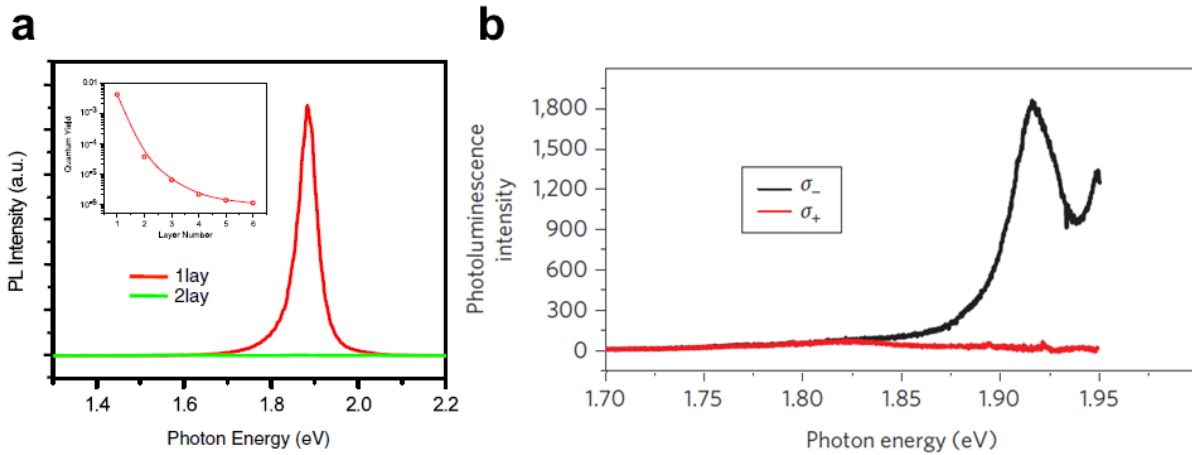 a
PL Intensity (a.u.)
0.01
10⁻³
10⁻⁴
10⁻⁵
10⁻⁶
Quantum Yield
1 2 3 4 5 6
Layer Number
1lay
2lay
1.4 1.6 1.8 2.0 2.2
Photon Energy (eV)
b
Photoluminescence
intensity
1,800
1,500
1,200
900
600
300
0
σ₋
σ₊
1.70 1.75 1.80 1.85 1.90 1.95
Photon energy (eV)